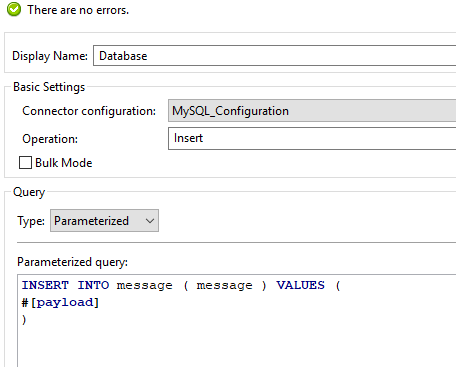 There are no errors.
Display Name: Database
Basic Settings
Connector configuration: MySQL_Configuration
Operation: Insert
Bulk Mode
Query
Type: Parameterized
Parameterized query:
INSERT INTO message ( message ) VALUES (
#[payload]
)